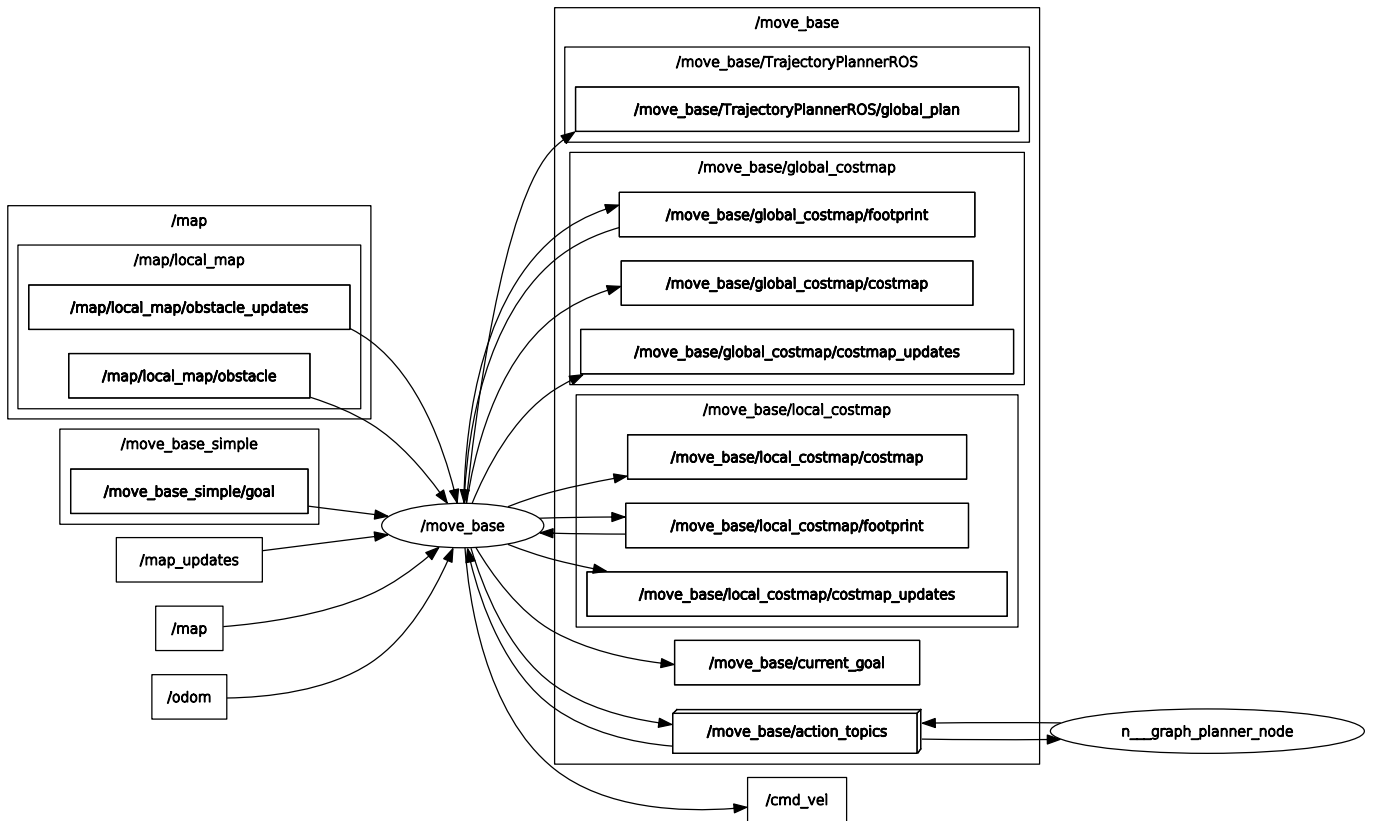 /move_base
/move_base/TrajectoryPlannerROS
/move_base/TrajectoryPlannerROS/global_plan
/move_base/global_costmap
/move_base/global_costmap/footprint
/move_base/global_costmap/costmap
/move_base/global_costmap/costmap_updates
/map
/map/local_map
/map/local_map/obstacle_updates
/map/local_map/obstacle
/move_base_simple
/move_base_simple/goal
/map_updates
/map
/odom
/move_base
/move_base/local_costmap
/move_base/local_costmap/costmap
/move_base/local_costmap/footprint
/move_base/local_costmap/costmap_updates
/move_base/current_goal
/move_base/action_topics
n___graph_planner_node
/cmd_vel